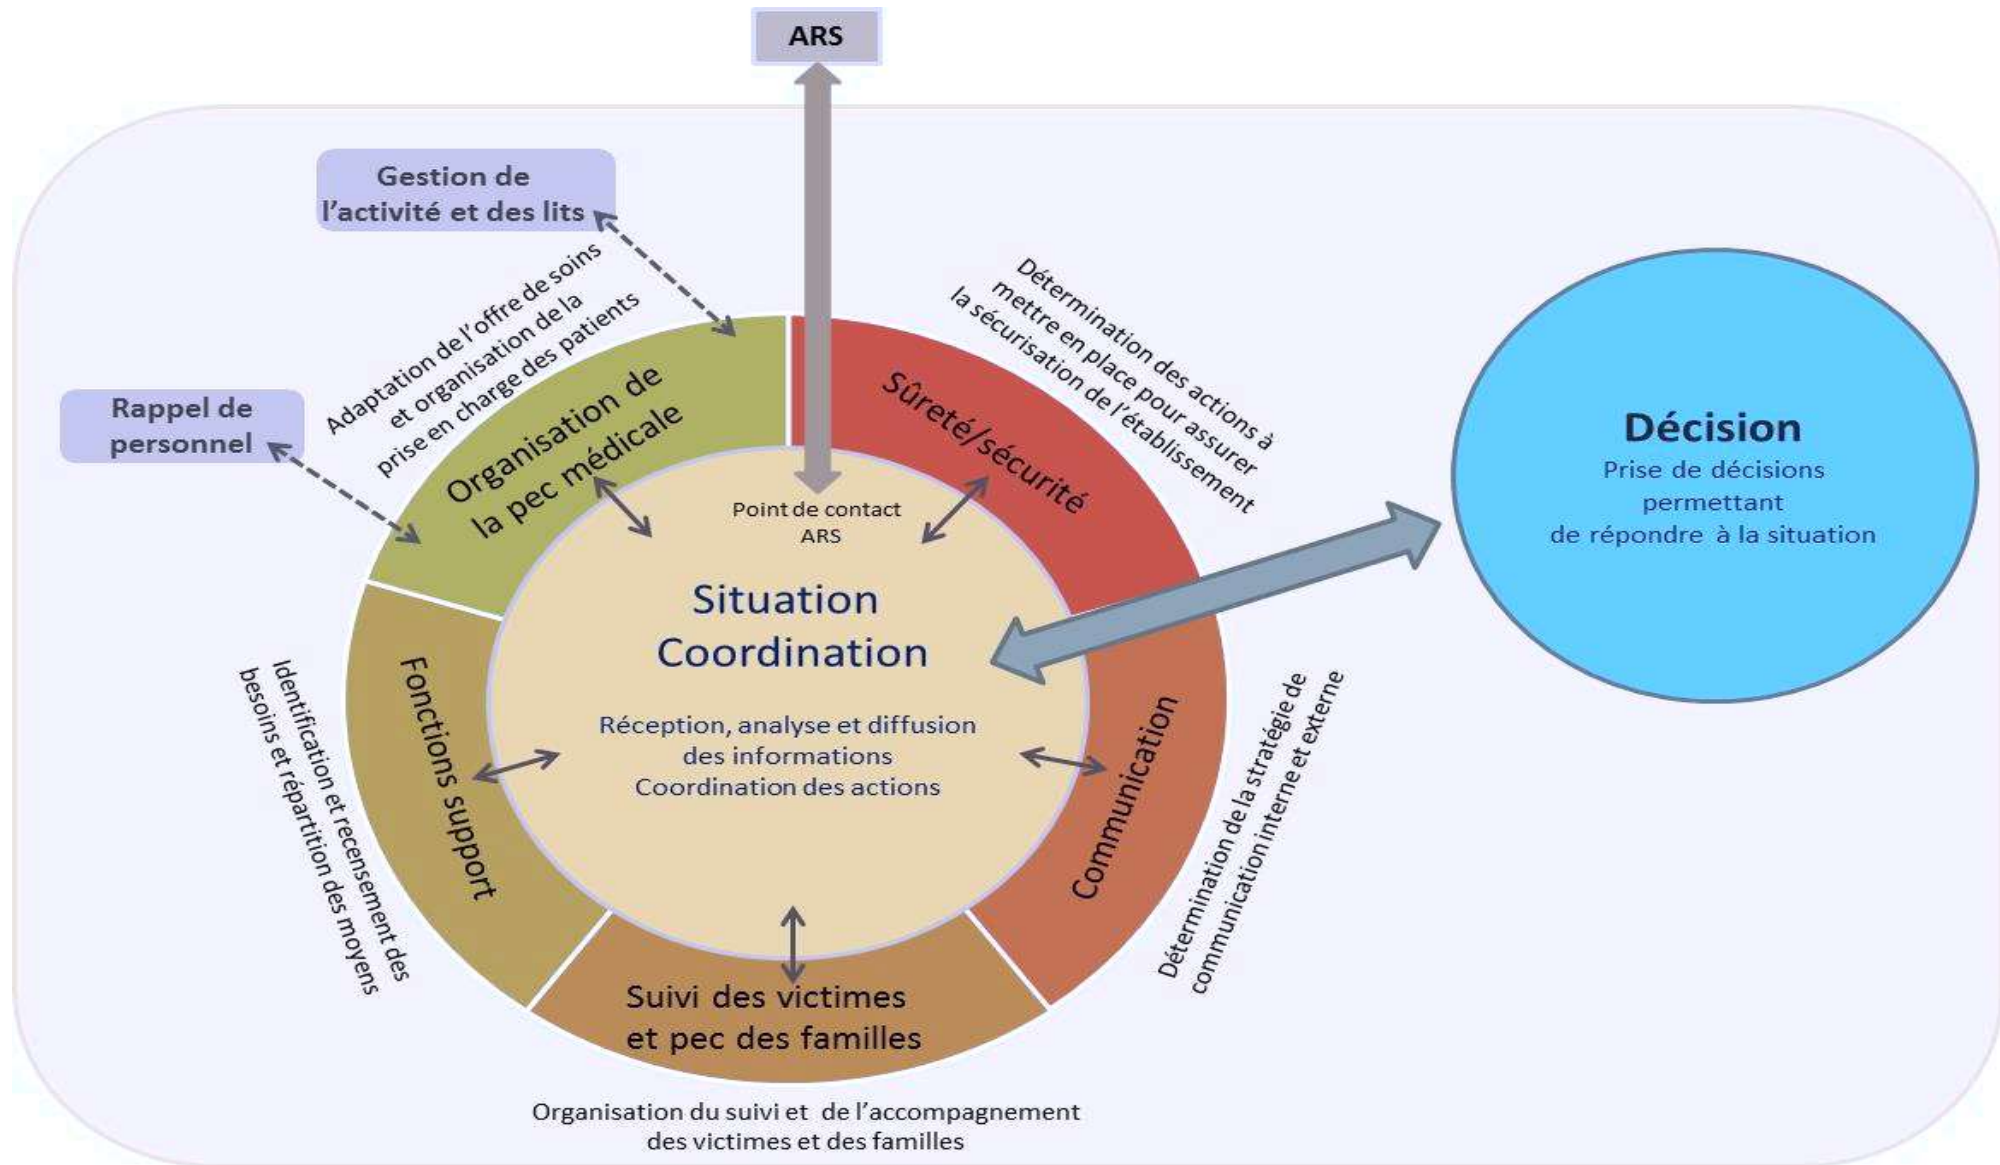 ARS
Gestion de
l'activité et des lits
Adaptation de l'offre de soins
et organisation de la
prise en charge des patients
Rappel de
personnel
Organisation de
la pec médicale
Sûreté/sécurité
Détermination des actions à
mettre en place pour assurer
la sécurisation de l'établissement
Décision
Prise de décisions
permettant
de répondre à la situation
Point de contact
ARS
Situation
Coordination
Réception, analyse et diffusion
des informations
Coordination des actions
Fonctions support
Identification et recensement des
besoins et répartition des moyens
Communication
Détermination de la stratégie de
communication interne et externe
Suivi des victimes
et pec des familles
Organisation du suivi et de l'accompagnement
des victimes et des familles